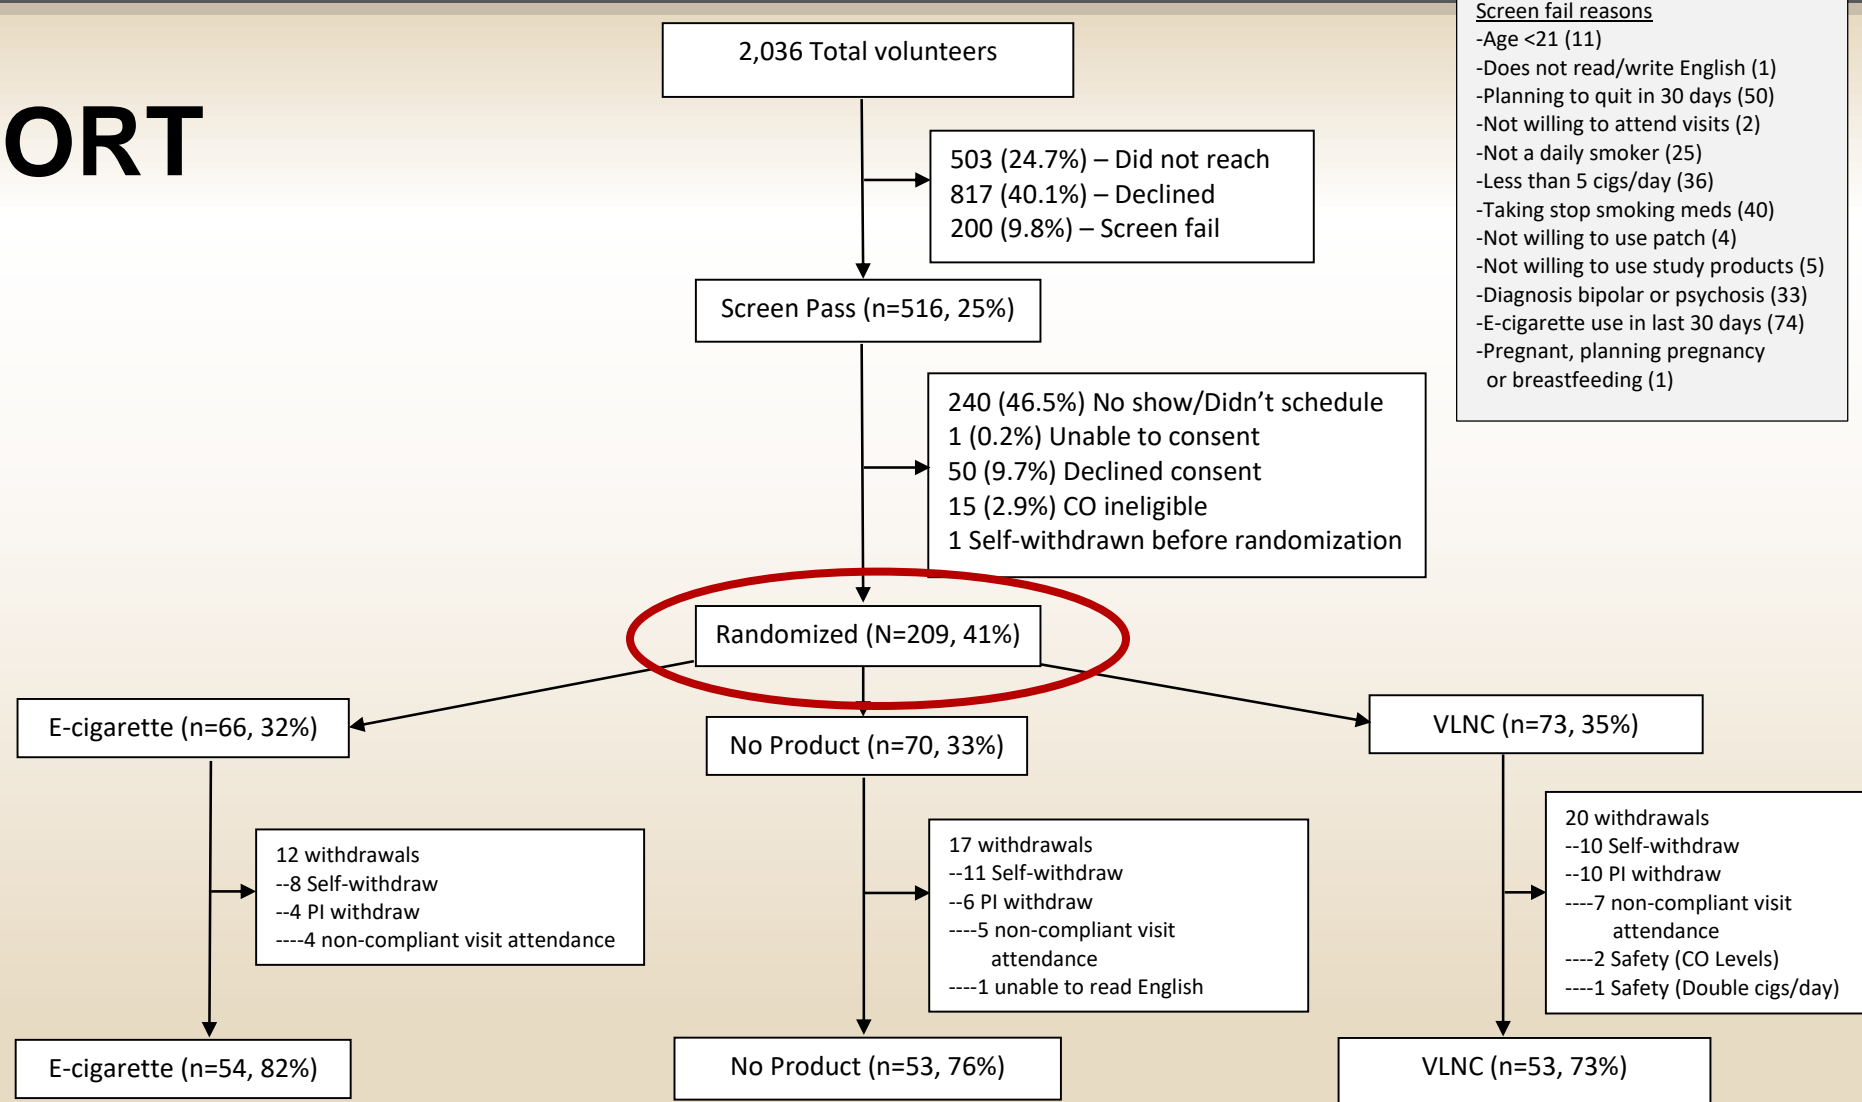 ORT
2,036 Total volunteers
Screen fail reasons
-Age <21 (11)
-Does not read/write English (1)
-Planning to quit in 30 days (50)
-Not willing to attend visits (2)
-Not a daily smoker (25)
-Less than 5 cigs/day (36)
-Taking stop smoking meds (40)
-Not willing to use patch (4)
-Not willing to use study products (5)
-Diagnosis bipolar or psychosis (33)
-E-cigarette use in last 30 days (74)
-Pregnant, planning pregnancy
or breastfeeding (1)
503 (24.7%) – Did not reach
817 (40.1%) – Declined
200 (9.8%) – Screen fail
Screen Pass (n=516, 25%)
240 (46.5%) No show/Didn’t schedule
1 (0.2%) Unable to consent
50 (9.7%) Declined consent
15 (2.9%) CO ineligible
1 Self-withdrawn before randomization
Randomized (N=209, 41%)
E-cigarette (n=66, 32%)
No Product (n=70, 33%)
VLNC (n=73, 35%)
12 withdrawals
--8 Self-withdraw
--4 PI withdraw
----4 non-compliant visit attendance
17 withdrawals
--11 Self-withdraw
--6 PI withdraw
----5 non-compliant visit
attendance
----1 unable to read English
20 withdrawals
--10 Self-withdraw
--10 PI withdraw
----7 non-compliant visit
attendance
----2 Safety (CO Levels)
----1 Safety (Double cigs/day)
E-cigarette (n=54, 82%)
No Product (n=53, 76%)
VLNC (n=53, 73%)